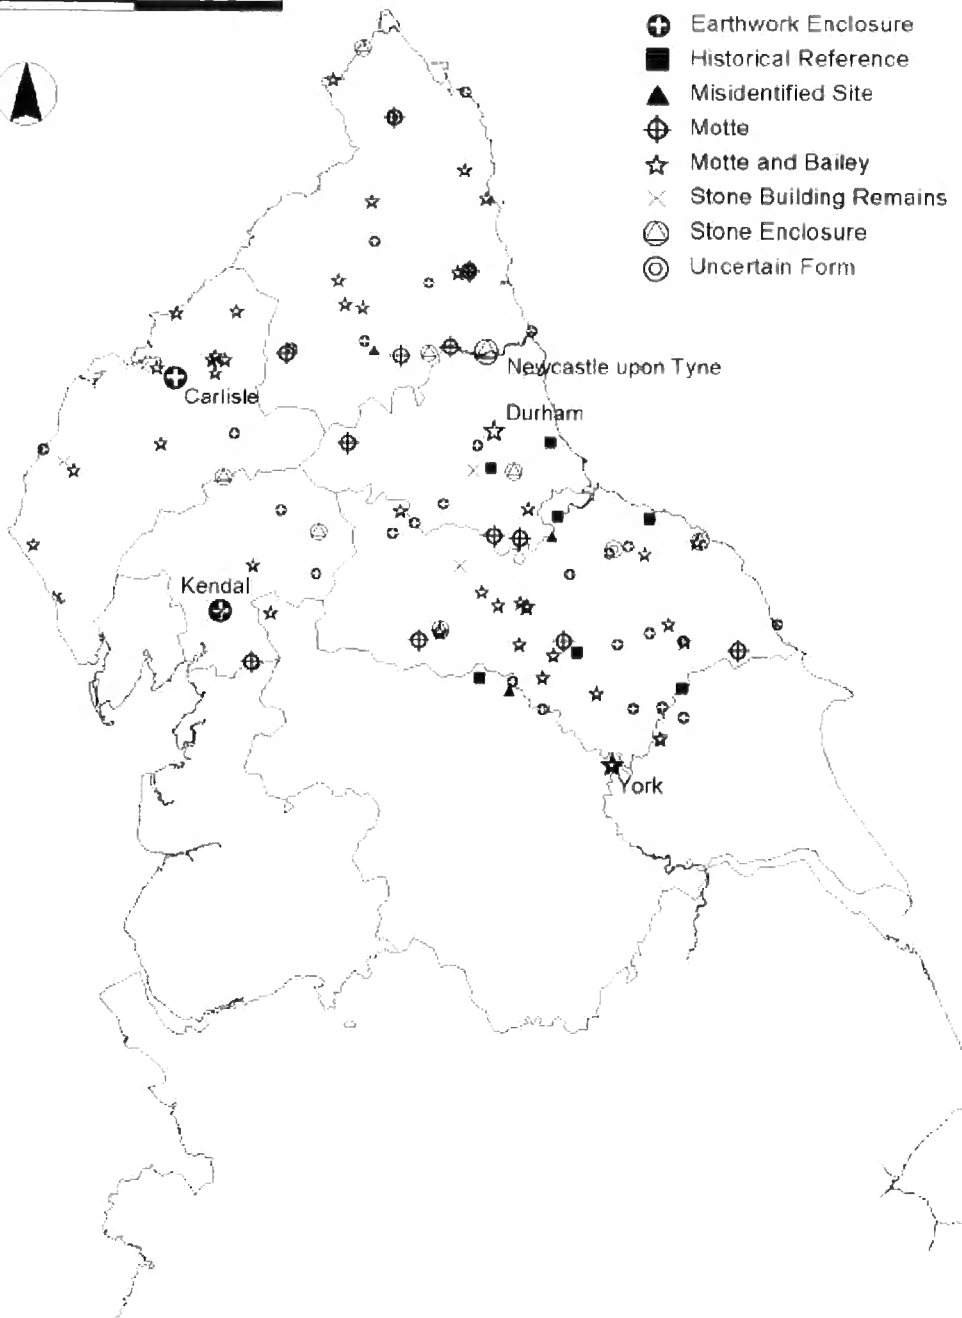 Earthwork Enclosure
Historical Reference
Misidentified Site
Motte
Motte and Bailey
Stone Building Remains
Stone Enclosure
Uncertain Form
Newcastle upon Tyne
Carlisle
Durham
Kendal
York